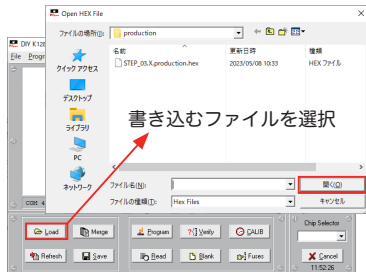 Open HEX File
ファイルの場所(I): production
名前 更新日時 種類
STEP_03.X.production.hex 2023/05/08 10:33 HEX ファイル
クイック アクセス
デスクトップ
ライブラリ
PC
ネットワーク
書き込むファイルを選択
ファイル名(N): 開く(O)
ファイルの種類(T): Hex Files キャンセル
DIY K128
File Progr
COM 4
Load Merge Program Verify CALIB Chip Selector
Refresh Save Read Blank Fuses Cancel
11:52:26